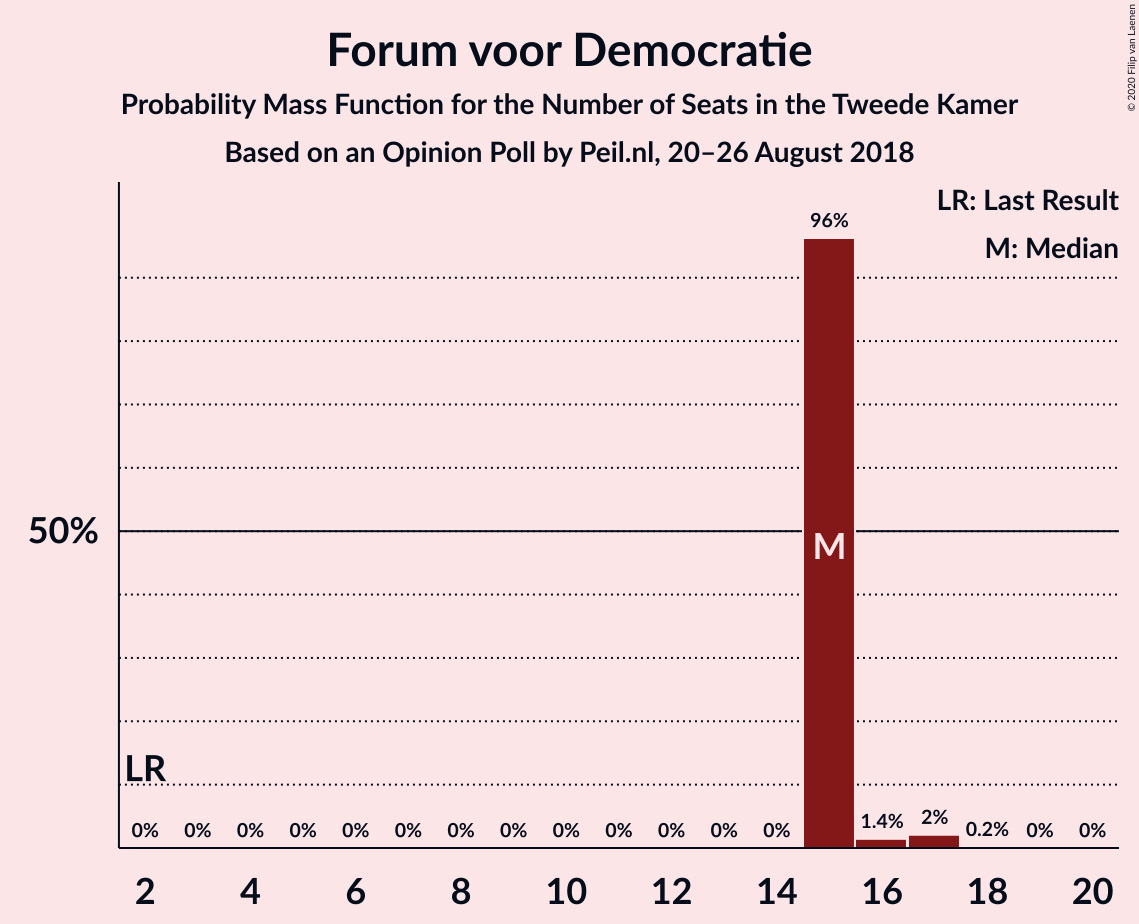 Forum voor Democratie
Probability Mass Function for the Number of Seats in the Tweede Kamer
Based on an Opinion Poll by Peil.nl, 20–26 August 2018
© 2020 Filip van Laenen
LR: Last Result
M: Median
96%
50%
M
LR
0% 0% 0% 0% 0% 0% 0% 0% 0% 0% 0% 0% 0% 1.4% 2% 0.2% 0% 0%
2 4 6 8 10 12 14 16 18 20